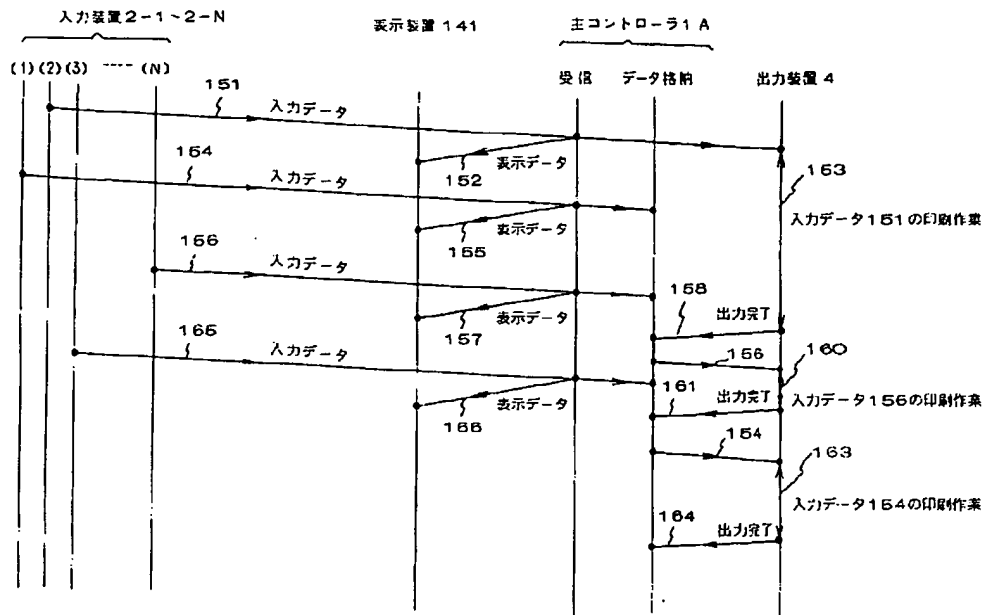 入力装置2-1~2-N
表示装置141
主コントローラ1A
(1)(2)(3) ---- (N)
受信
データ格納
出力装置4
151
入力データ
152
表示データ
163
入力データ151の印刷作業
154
入力データ
155
表示データ
156
入力データ
157
表示データ
158
出力完了
156
160
165
入力データ
166
表示データ
161
出力完了
入力データ156の印刷作業
154
163
入力データ154の印刷作業
164
出力完了